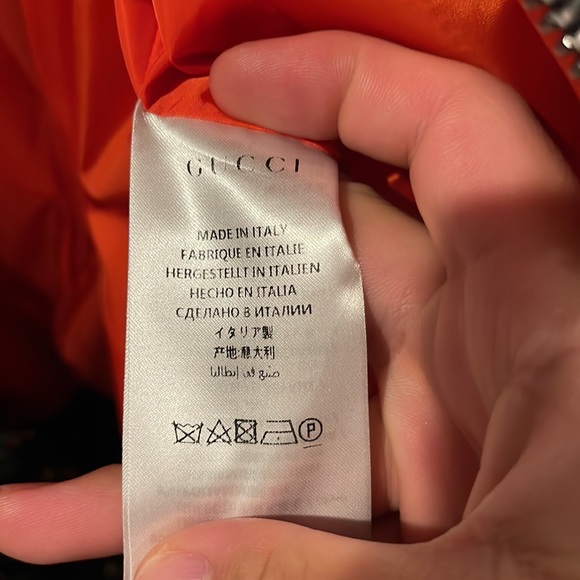 GUCCI
MADE IN ITALY
FABRIQUE EN ITALIE
HERGESTELLT IN ITALIEN
HECHO EN ITALIA
СДЕЛАНО В ИТАЛИИ
イタリア製
产地:意大利
صنع في إيطاليا
P